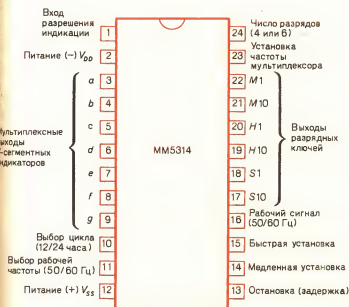 Вход
разрешения
индикации
1
Питание (–) V_DD
2
a
3
b
4
c
5
d
6
e
7
f
8
g
9
выходы
Выбор цикла
(12/24 часа)
10
Выбор рабочей
частоты (50/60 Гц)
11
Питание (+) V_SS
12
MM5314
24
Число разрядов
(4 или 6)
23
Установка
частоты
мультиплексора
22
M1
21
M10
20
H1
19
H10
18
S1
17
S10
Выходы
разрядных
ключей
16
Рабочий сигнал
(50/60 Гц)
15
Быстрая установка
14
Медленная установка
13
Остановка (задержка)